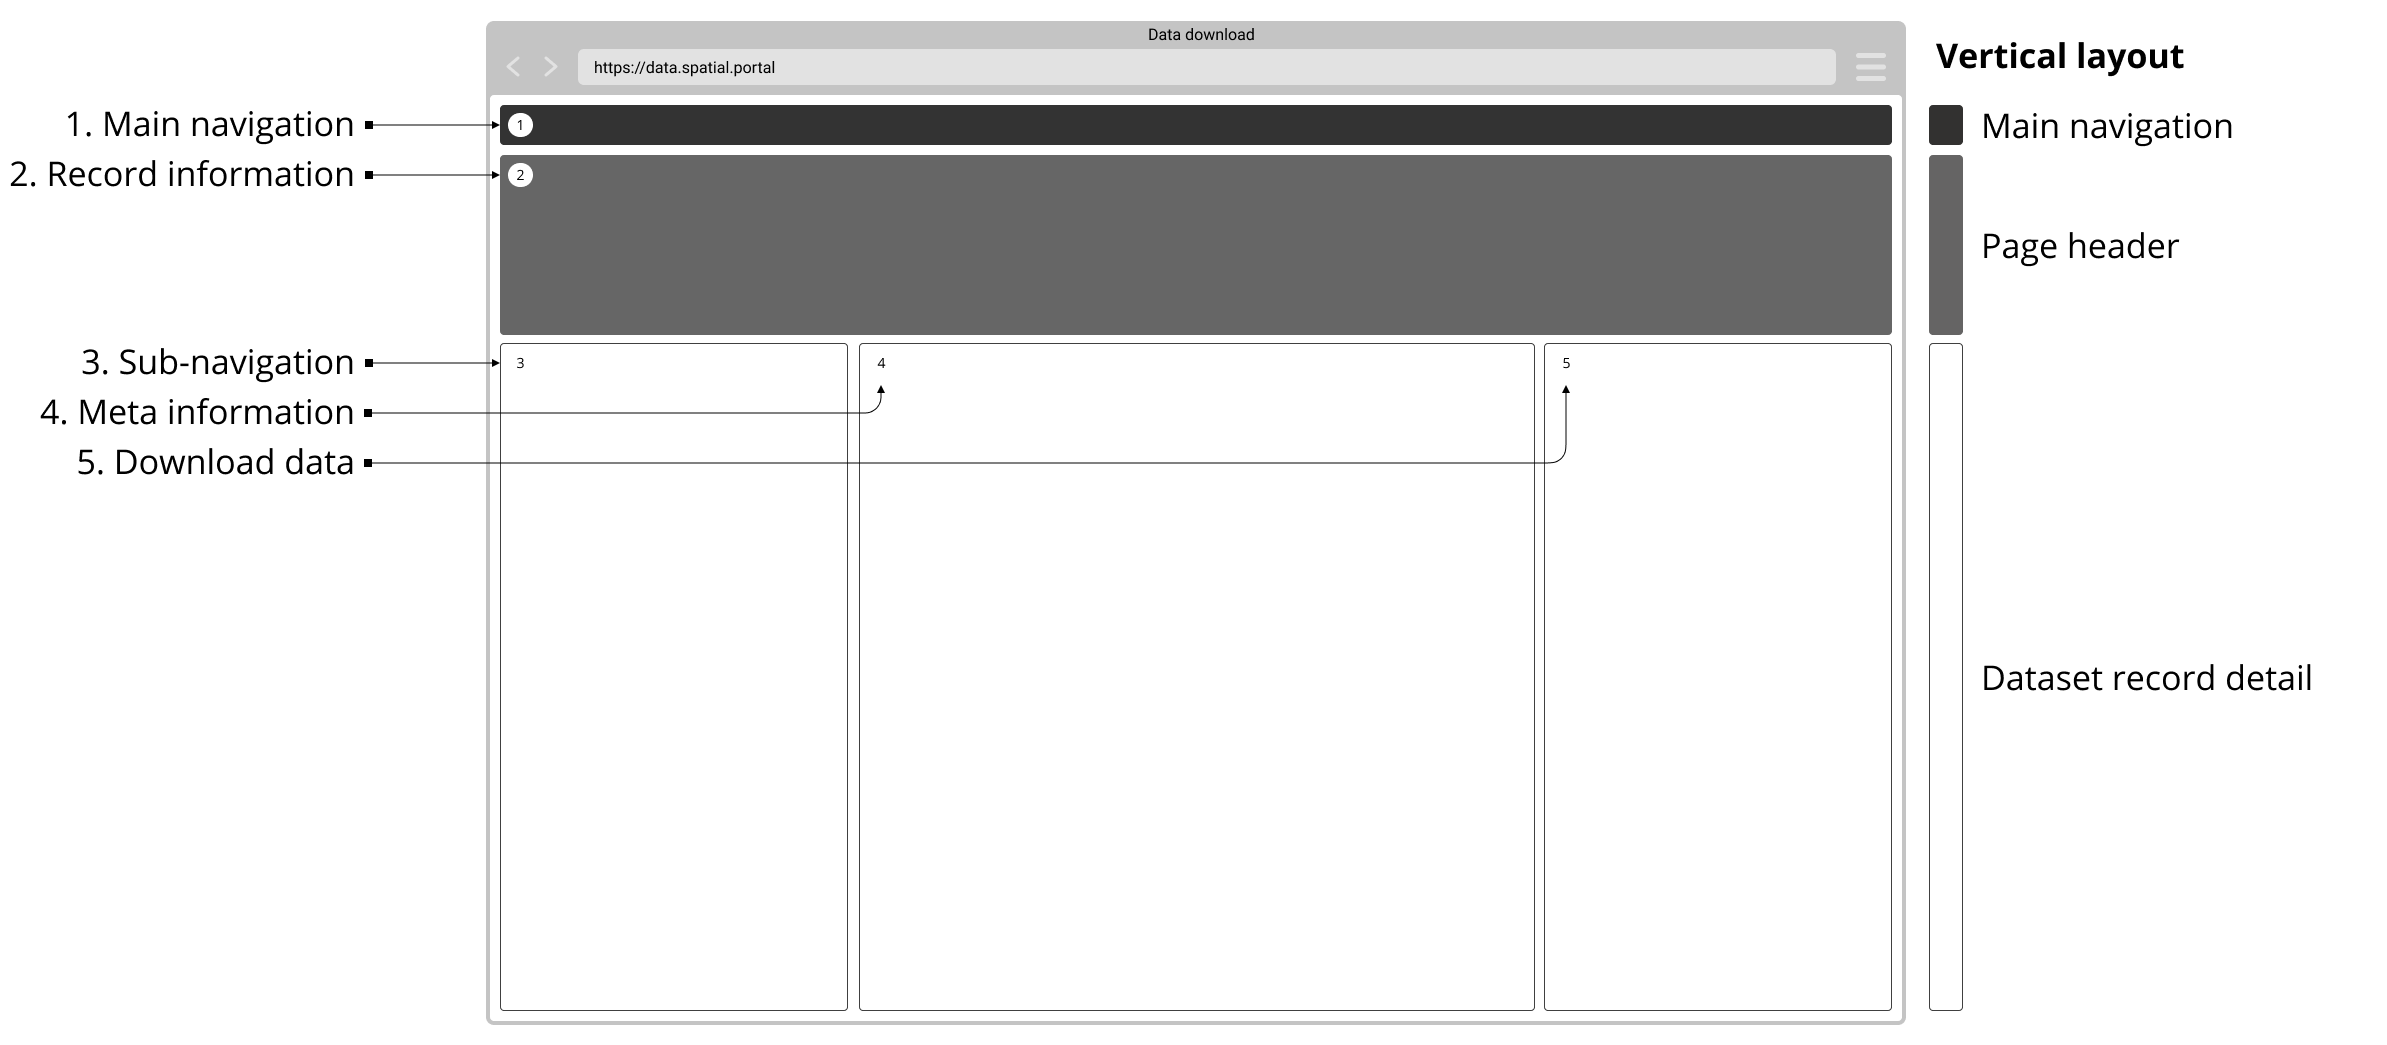 Data download
https://data.spatial.portal
Vertical layout
1. Main navigation
1
Main navigation
2. Record information
2
Page header
3. Sub-navigation
3
4
5
4. Meta information
5. Download data
Dataset record detail